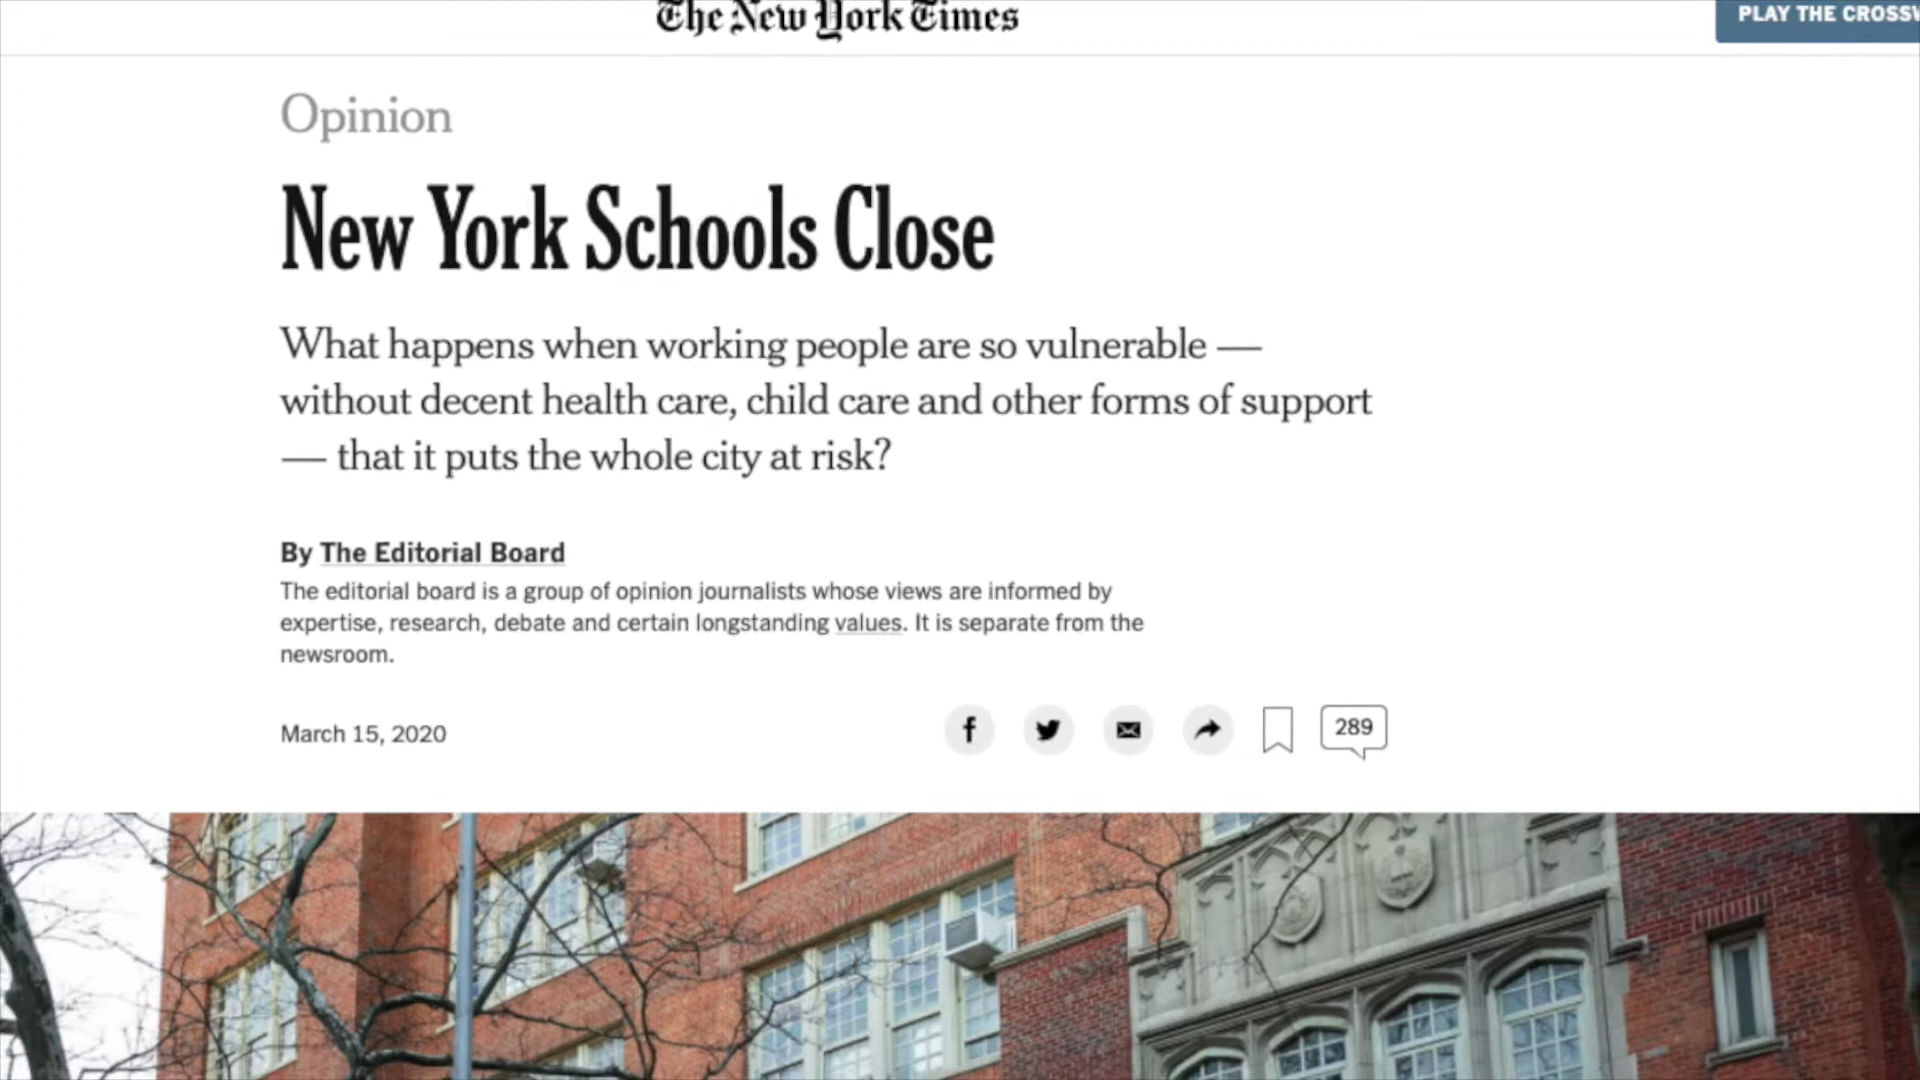 The New York Times
PLAY THE CROSSW
Opinion
New York Schools Close
What happens when working people are so vulnerable —
without decent health care, child care and other forms of support
— that it puts the whole city at risk?
By The Editorial Board
The editorial board is a group of opinion journalists whose views are informed by
expertise, research, debate and certain longstanding values. It is separate from the
newsroom.
March 15, 2020
289